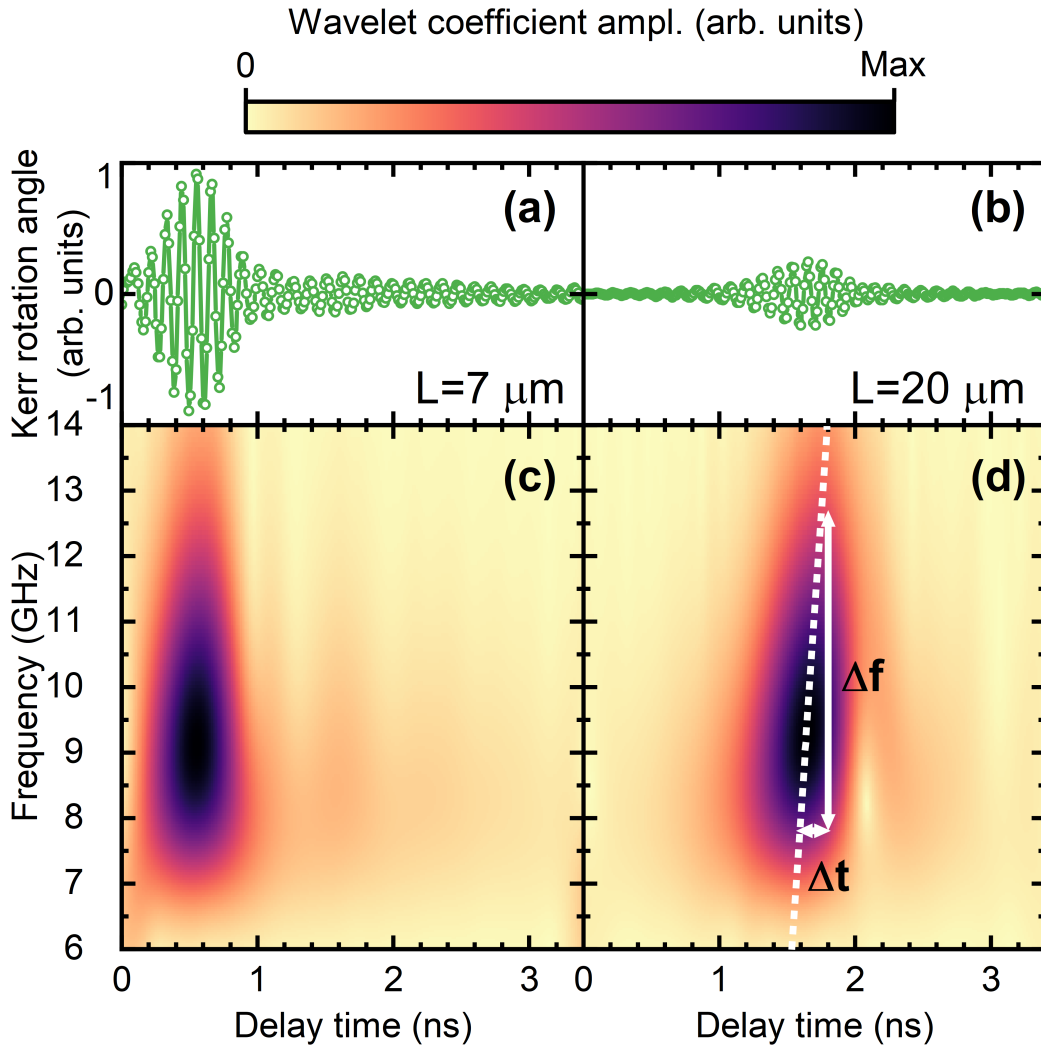 Wavelet coefficient ampl. (arb. units)
0 Max
Kerr rotation angle
(arb. units)
1
0
-1
(a)
L=7 μm
(b)
L=20 μm
Frequency (GHz)
14
13
12
11
10
9
8
7
6
(c)
(d)
Δf
Δt
0 1 2 3 0 1 2 3
Delay time (ns) Delay time (ns)